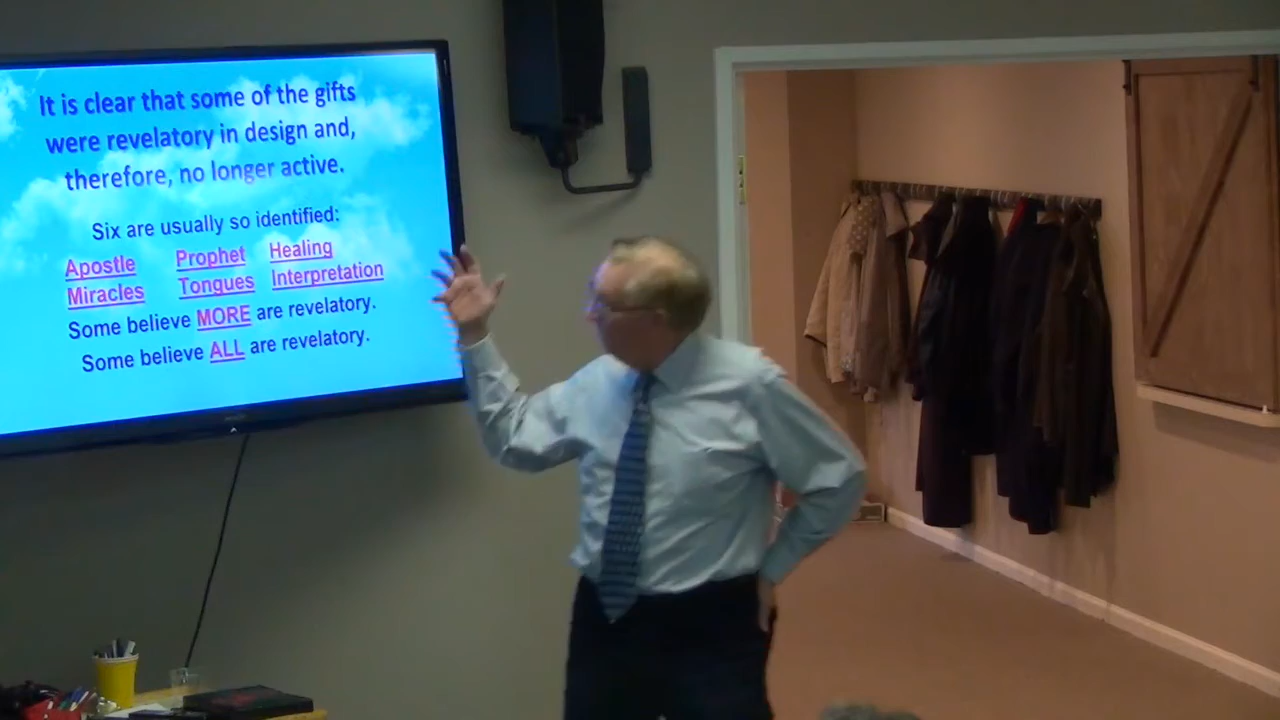 It is clear that some of the gifts
were revelatory in design and,
therefore, no longer active.
Six are usually so identified:
Apostle Prophet Healing
Miracles Tongues Interpretation
Some believe MORE are revelatory.
Some believe ALL are revelatory.